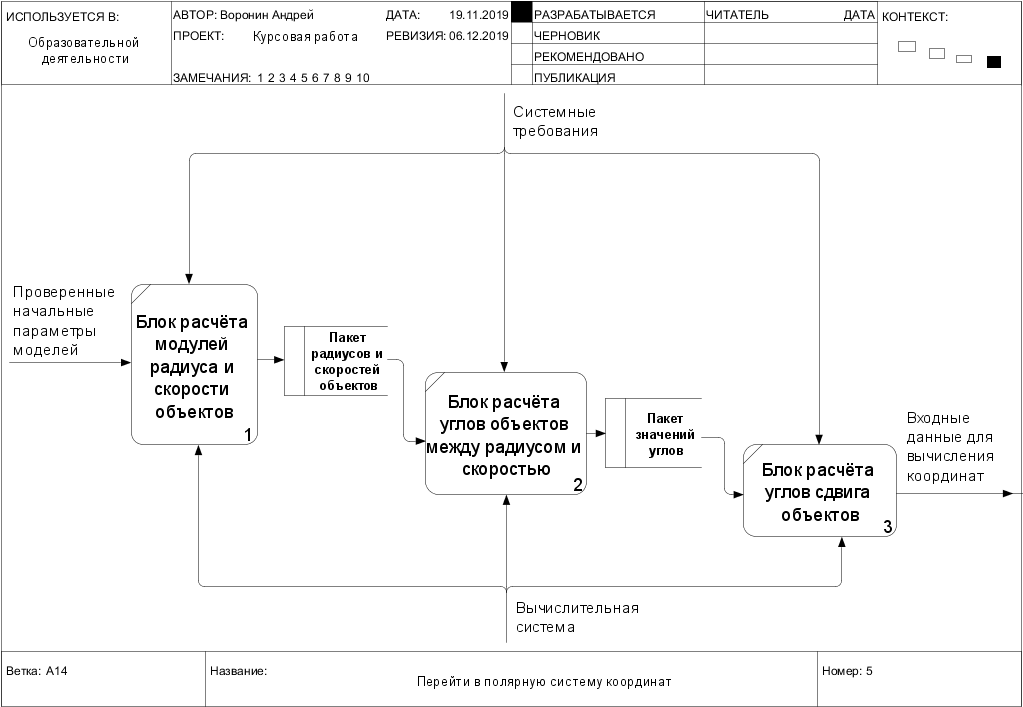 ИСПОЛЬЗУЕТСЯ В:
Образовательной
деятельности
АВТОР: Воронин Андрей
ДАТА: 19.11.2019
ПРОЕКТ: Курсовая работа
РЕВИЗИЯ: 06.12.2019
ЗАМЕЧАНИЯ: 1 2 3 4 5 6 7 8 9 10
РАЗРАБАТЫВАЕТСЯ
ЧЕРНОВИК
РЕКОМЕНДОВАНО
ПУБЛИКАЦИЯ
ЧИТАТЕЛЬ
ДАТА
КОНТЕКСТ:
Системные
требования
Проверенные
начальные
параметры
моделей
Блок расчёта
модулей
радиуса и
скорости
объектов
1
Пакет
радиусов и
скоростей
объектов
Блок расчёта
углов объектов
между радиусом и
скоростью
2
Пакет
значений
углов
Блок расчёта
углов сдвига
объектов
3
Входные
данные для
вычисления
координат
Вычислительная
система
Ветка: A14
Название:
Перейти в полярную систему координат
Номер: 5